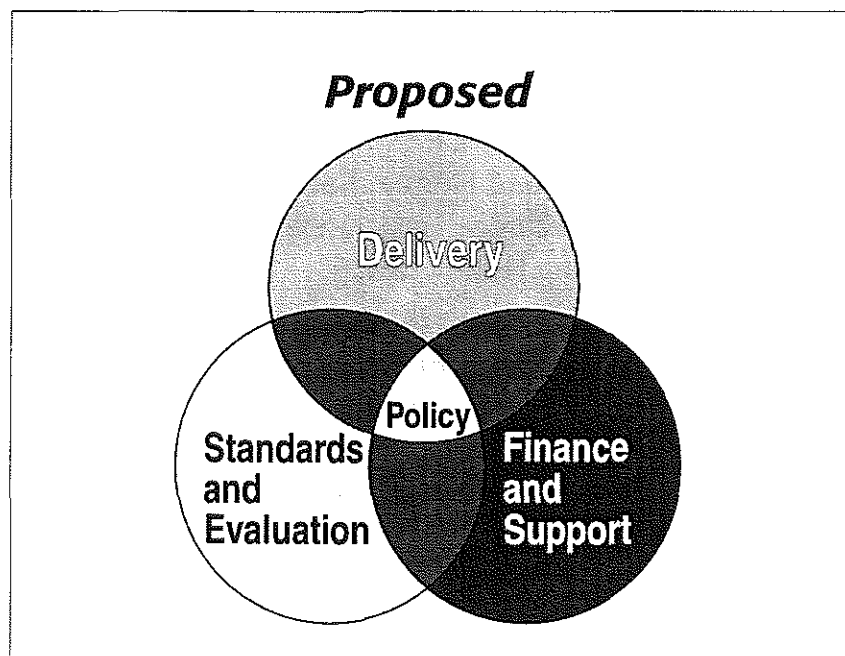 Proposed
Delivery
Policy
Standards
and
Evaluation
Finance
and
Support